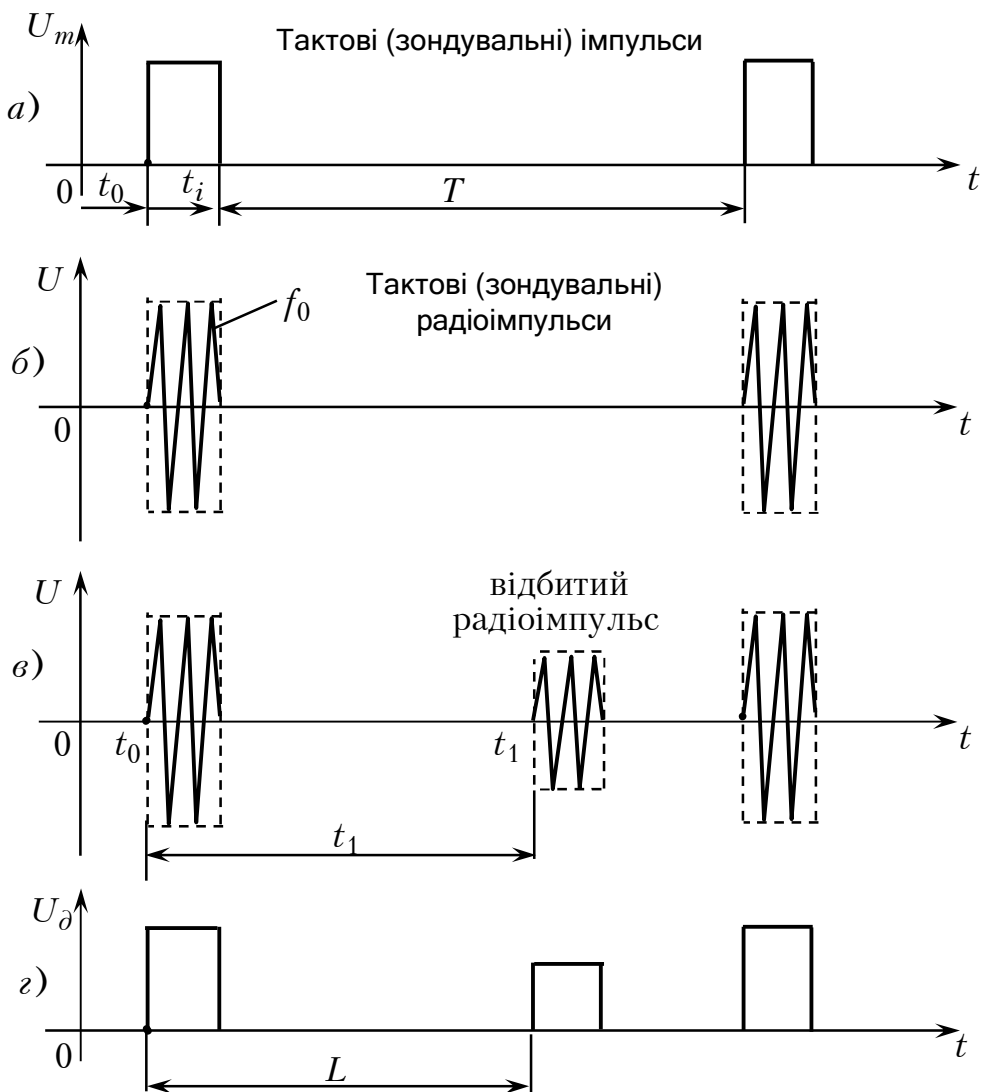 U_m
Тактові (зондувальні) імпульси
а)
0
t_0
t_i
T
t
U
Тактові (зондувальні)
радіоімпульси
f_0
б)
0
t
U
відбитий
радіоімпульс
в)
0
t_0
t_1
t
t_1
U_д
г)
0
t
L